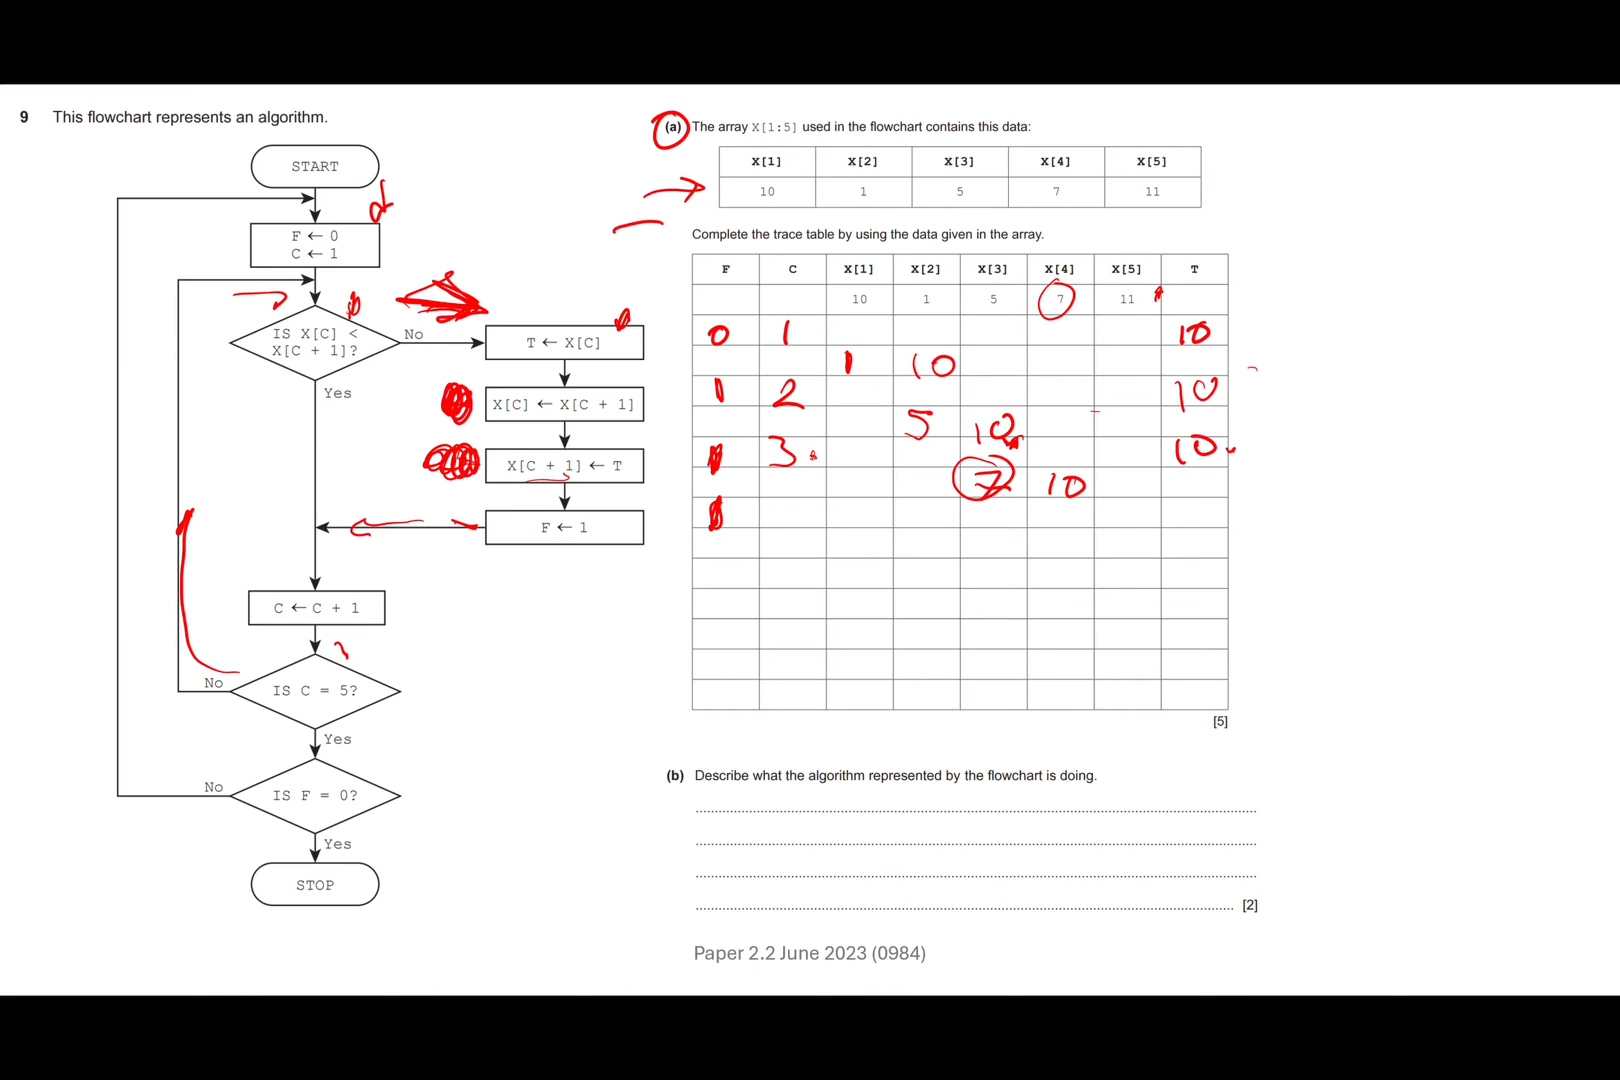 9 This flowchart represents an algorithm.
START
F ← 0
C ← 1
IS X[C] <
X[C + 1]?
No
Yes
T ← X[C]
X[C] ← X[C + 1]
X[C + 1] ← T
F ← 1
C ← C + 1
No
IS C = 5?
Yes
No
IS F = 0?
Yes
STOP
(a) The array X[1:5] used in the flowchart contains this data:
X[1] X[2] X[3] X[4] X[5]
10 1 5 7 11
Complete the trace table by using the data given in the array.
F C X[1] X[2] X[3] X[4] X[5] T
10 1 5 7 11
0 1 10
1 10
1 2 10
5 10
1 3 10
7 10
1
[5]
(b) Describe what the algorithm represented by the flowchart is doing.
[2]
Paper 2.2 June 2023 (0984)